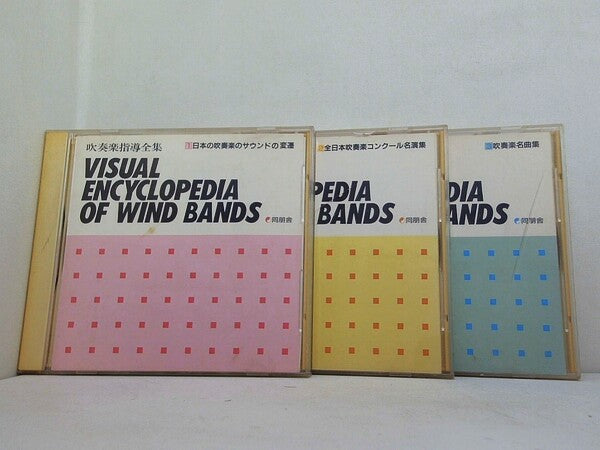 吹奏楽指導全集
1日本の吹奏楽のサウンドの変遷
VISUAL
ENCYCLOPEDIA
OF WIND BANDS
同朋舎
2全日本吹奏楽コンクール名演集
PEDIA
BANDS
同朋舎
3吹奏楽名曲集
DIA
ANDS
同朋舎